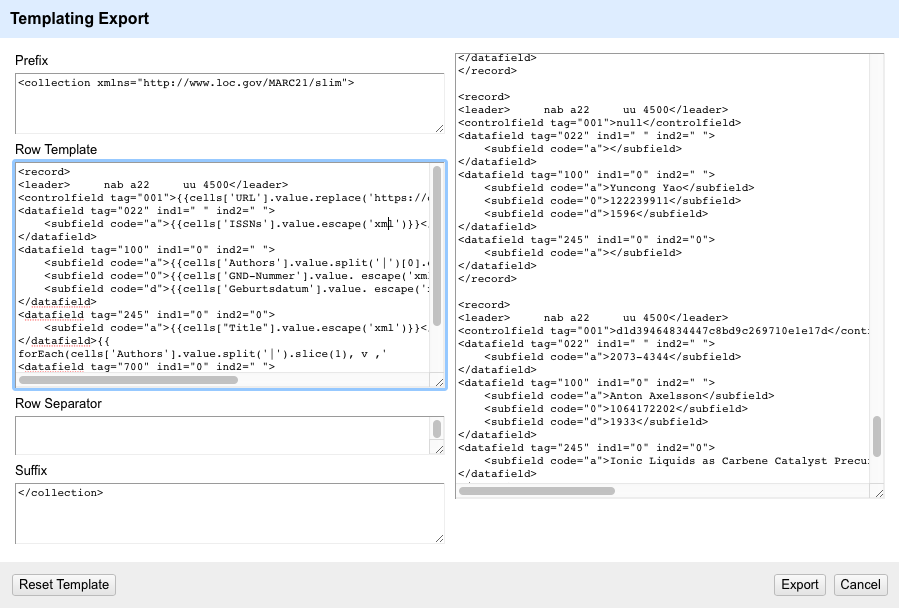 Templating Export
Prefix
<collection xmlns="http://www.loc.gov/MARC21/slim">
Row Template
<record>
<leader>     nab a22     uu 4500</leader>
<controlfield tag="001">{{cells['URL'].value.replace('https://
<datafield tag="022" ind1=" " ind2=" ">
    <subfield code="a">{{cells['ISSNs'].value.escape('xml')}}<
</datafield>
<datafield tag="100" ind1="0" ind2=" ">
    <subfield code="a">{{cells['Authors'].value.split('|')[0].
    <subfield code="0">{{cells['GND-Nummer'].value. escape('xm
    <subfield code="d">{{cells['Geburtsdatum'].value. escape('
</datafield>
<datafield tag="245" ind1="0" ind2="0">
    <subfield code="a">{{cells["Title"].value.escape('xml')}}<
</datafield>{{
forEach(cells['Authors'].value.split('|').slice(1), v ,'
<datafield tag="700" ind1="0" ind2=" ">
Row Separator
Suffix
</collection>
</datafield>
</record>
<record>
<leader>     nab a22     uu 4500</leader>
<controlfield tag="001">null</controlfield>
<datafield tag="022" ind1=" " ind2=" ">
    <subfield code="a"></subfield>
</datafield>
<datafield tag="100" ind1="0" ind2=" ">
    <subfield code="a">Yuncong Yao</subfield>
    <subfield code="0">122239911</subfield>
    <subfield code="d">1596</subfield>
</datafield>
<datafield tag="245" ind1="0" ind2="0">
    <subfield code="a"></subfield>
</datafield>
</record>
<record>
<leader>     nab a22     uu 4500</leader>
<controlfield tag="001">d1d39464834447c8bd9c269710e1e17d</cont
<datafield tag="022" ind1=" " ind2=" ">
    <subfield code="a">2073-4344</subfield>
</datafield>
<datafield tag="100" ind1="0" ind2=" ">
    <subfield code="a">Anton Axelsson</subfield>
    <subfield code="0">1064172202</subfield>
    <subfield code="d">1933</subfield>
</datafield>
<datafield tag="245" ind1="0" ind2="0">
    <subfield code="a">Ionic Liquids as Carbene Catalyst Precu
</datafield>
Reset Template
Export
Cancel